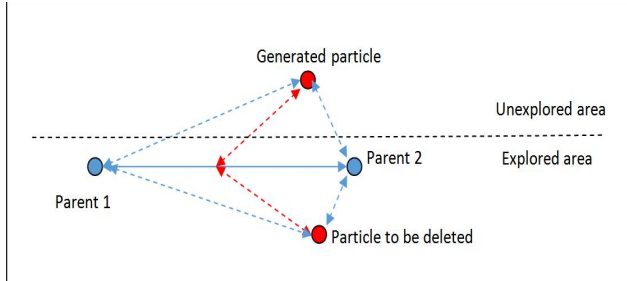 Generated particle
Unexplored area
Parent 2
Explored area
Parent 1
Particle to be deleted